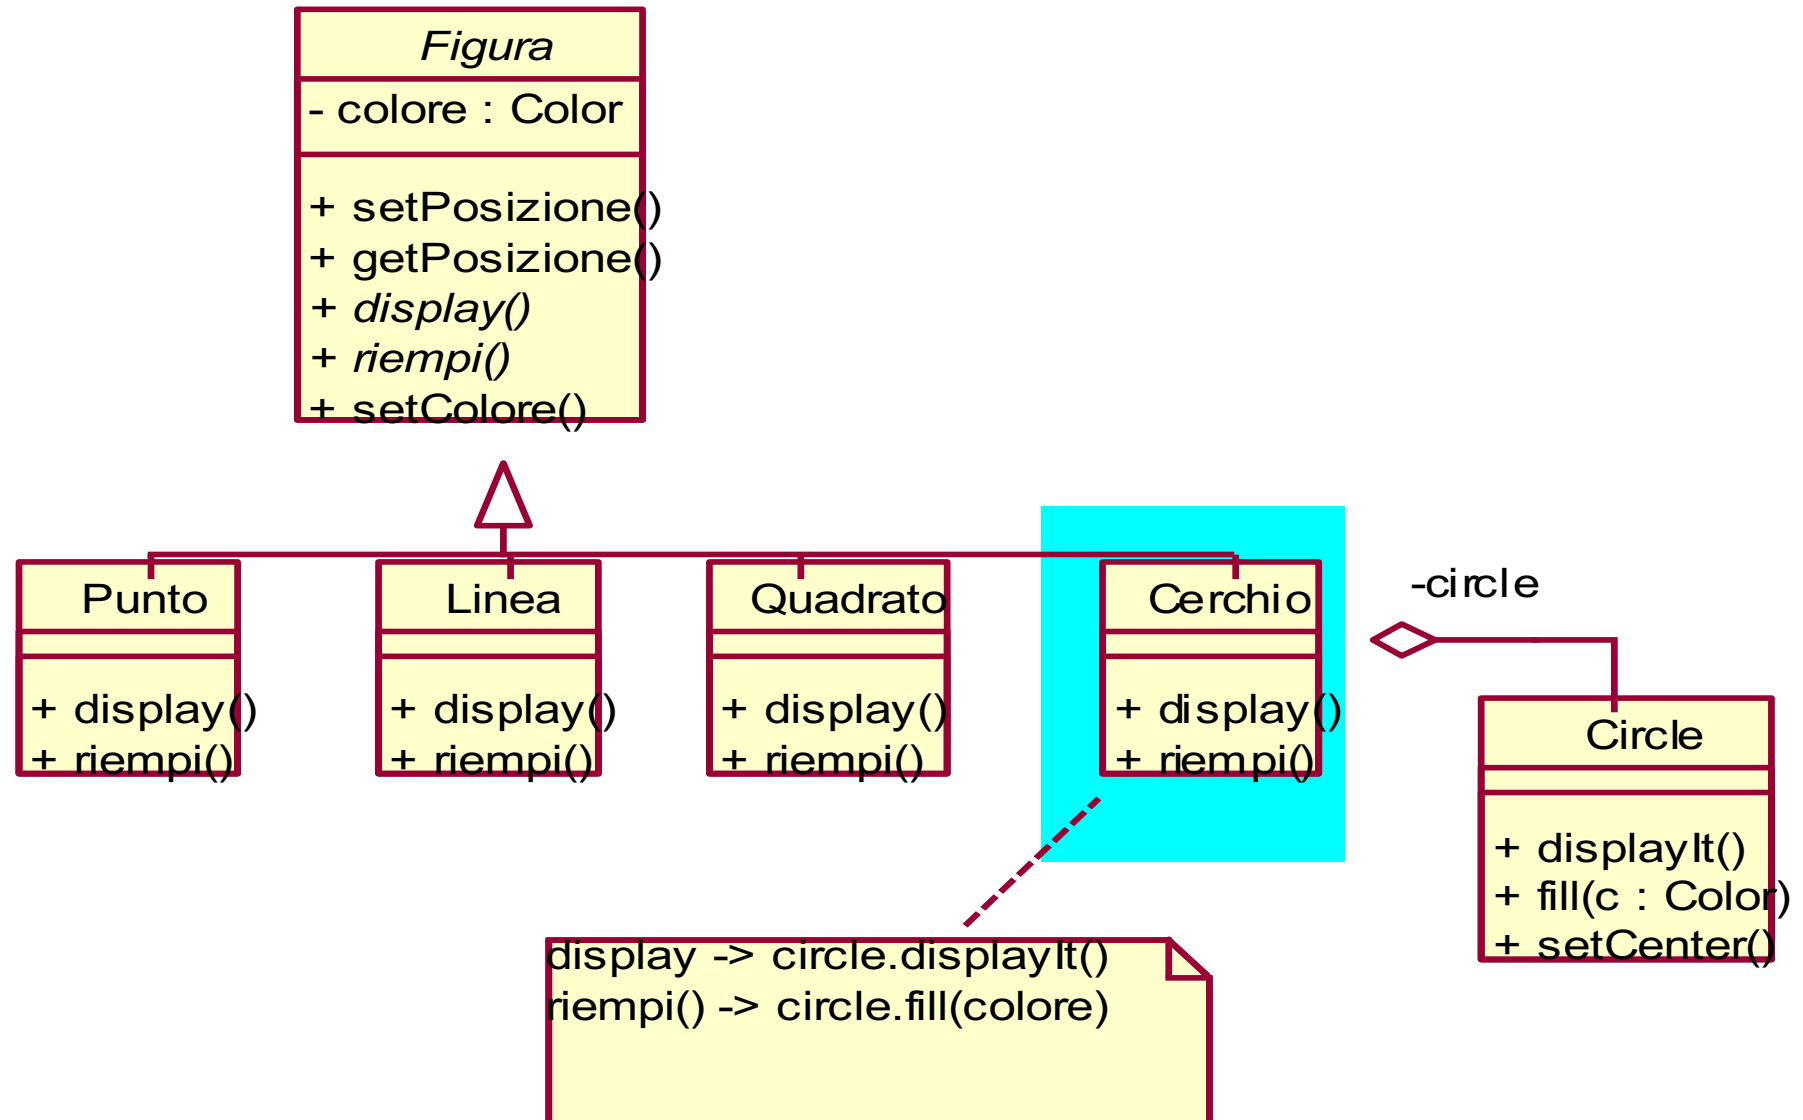 Figura
- colore : Color
+ setPosizione()
+ getPosizione()
+ display()
+ riempi()
+ setColore()
Punto
+ display()
+ riempi()
Linea
+ display()
+ riempi()
Quadrato
+ display()
+ riempi()
Cerchio
+ display()
+ riempi()
-circle
Circle
+ displayIt()
+ fill(c : Color)
+ setCenter()
display -> circle.displayIt()
riempi() -> circle.fill(colore)